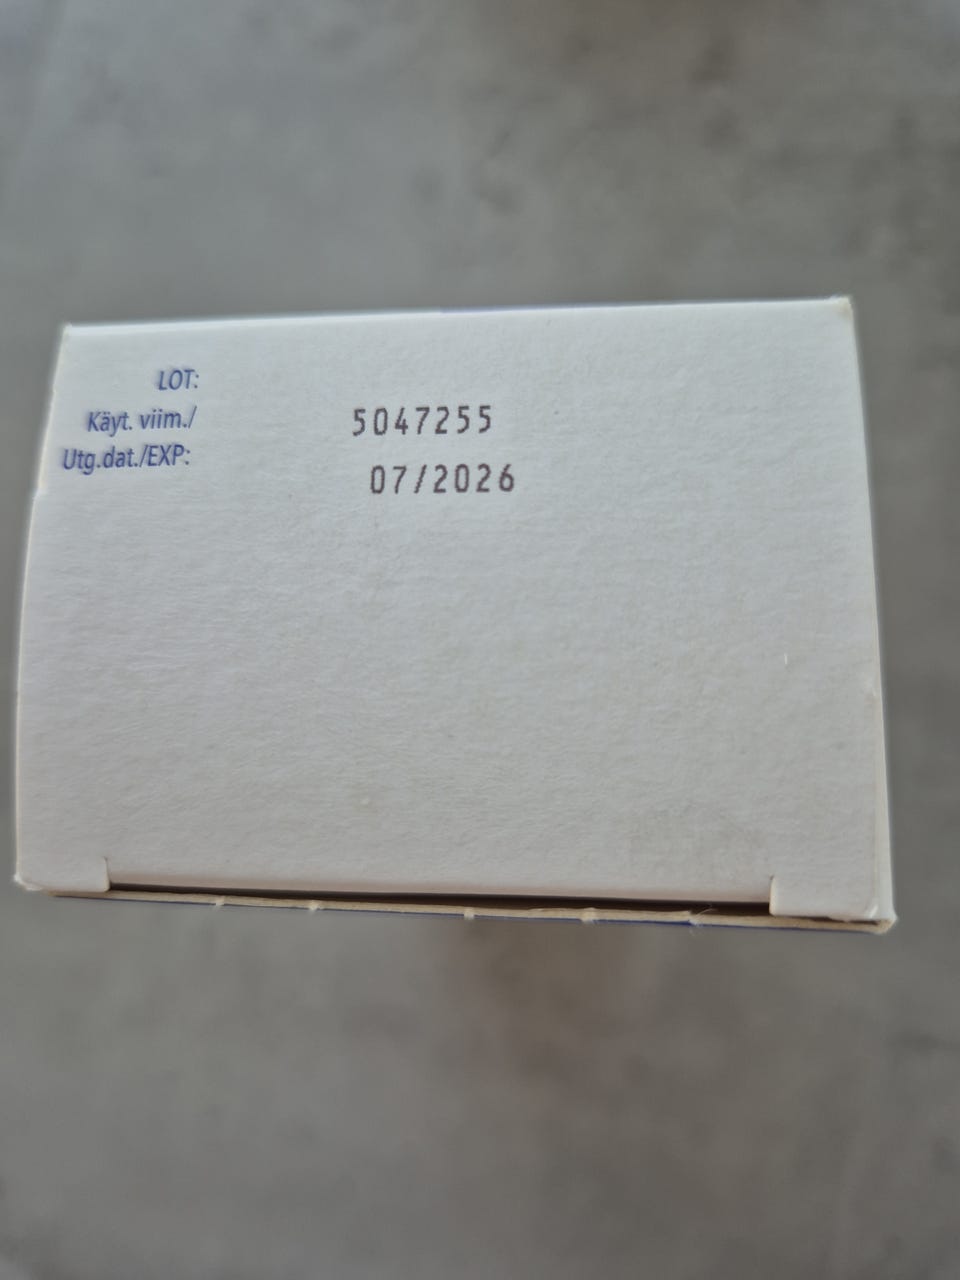 LOT:
Käyt. viim./ 5047255
Utg.dat./EXP: 07/2026